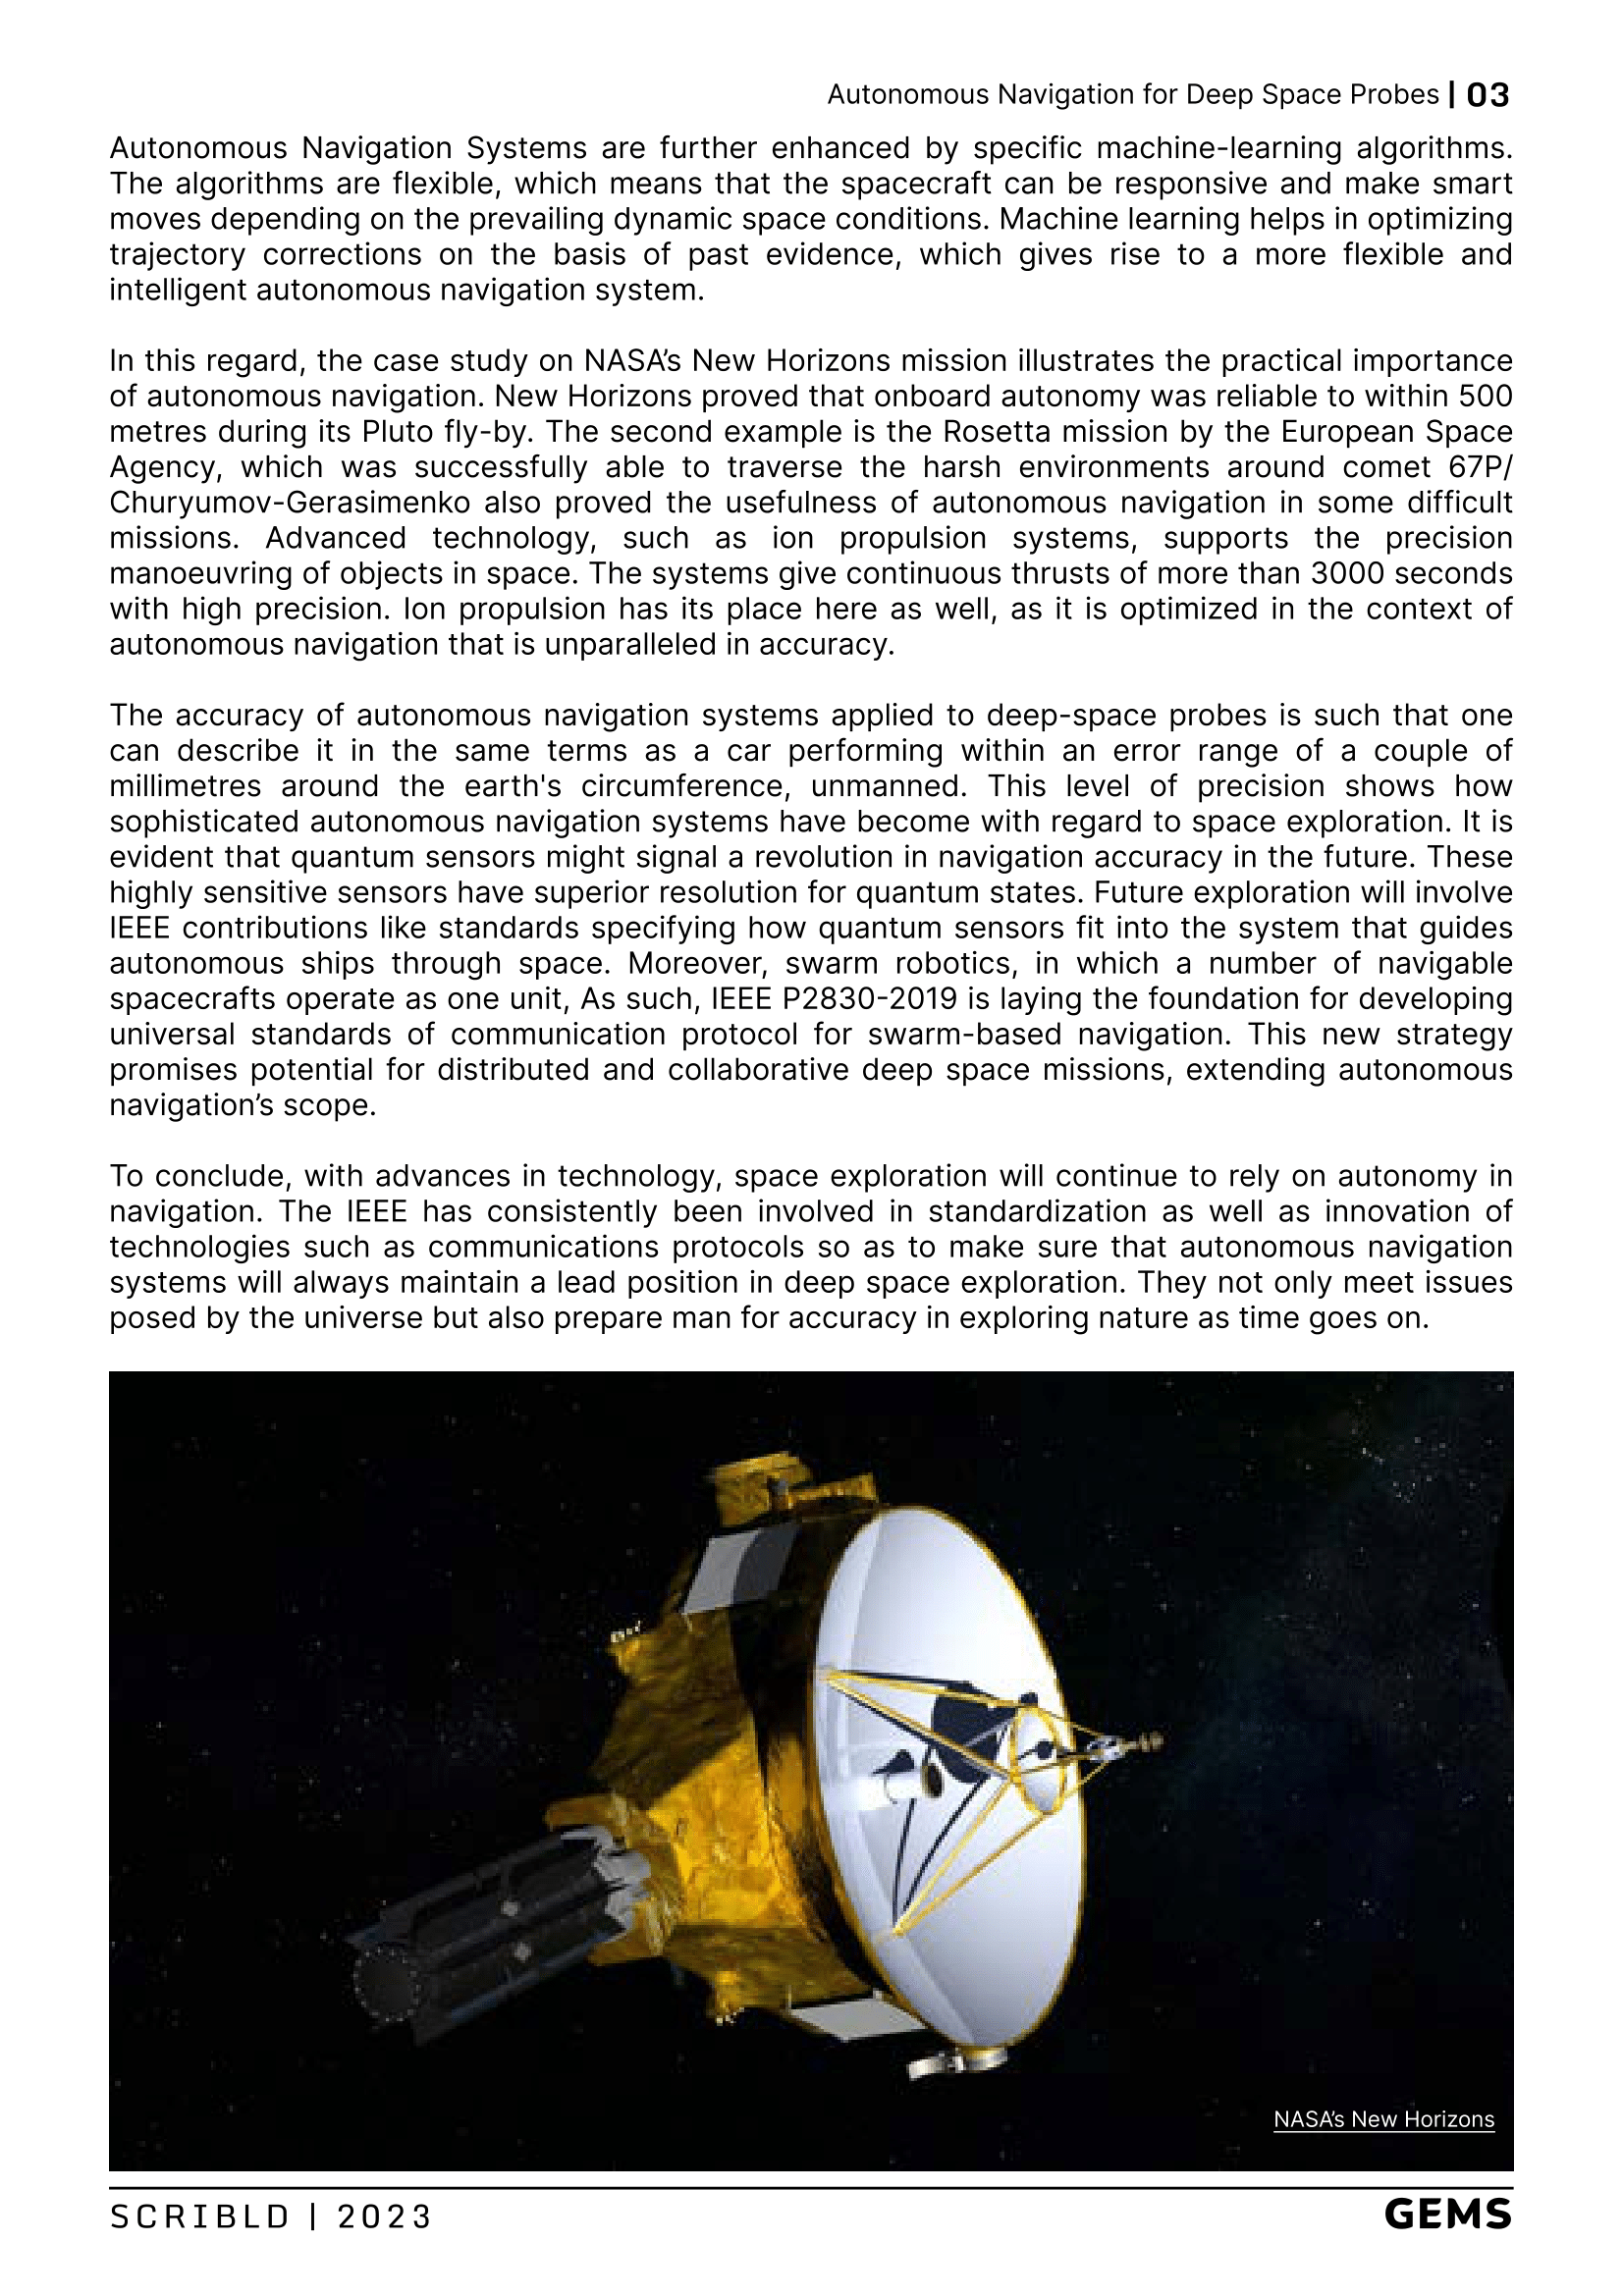 Autonomous Navigation for Deep Space Probes | 03
Autonomous Navigation Systems are further enhanced by specific machine-learning algorithms.
The algorithms are flexible, which means that the spacecraft can be responsive and make smart
moves depending on the prevailing dynamic space conditions. Machine learning helps in optimizing
trajectory corrections on the basis of past evidence, which gives rise to a more flexible and
intelligent autonomous navigation system.
In this regard, the case study on NASA’s New Horizons mission illustrates the practical importance
of autonomous navigation. New Horizons proved that onboard autonomy was reliable to within 500
metres during its Pluto fly-by. The second example is the Rosetta mission by the European Space
Agency, which was successfully able to traverse the harsh environments around comet 67P/
Churyumov-Gerasimenko also proved the usefulness of autonomous navigation in some difficult
missions. Advanced technology, such as ion propulsion systems, supports the precision
manoeuvring of objects in space. The systems give continuous thrusts of more than 3000 seconds
with high precision. Ion propulsion has its place here as well, as it is optimized in the context of
autonomous navigation that is unparalleled in accuracy.
The accuracy of autonomous navigation systems applied to deep-space probes is such that one
can describe it in the same terms as a car performing within an error range of a couple of
millimetres around the earth's circumference, unmanned. This level of precision shows how
sophisticated autonomous navigation systems have become with regard to space exploration. It is
evident that quantum sensors might signal a revolution in navigation accuracy in the future. These
highly sensitive sensors have superior resolution for quantum states. Future exploration will involve
IEEE contributions like standards specifying how quantum sensors fit into the system that guides
autonomous ships through space. Moreover, swarm robotics, in which a number of navigable
spacecrafts operate as one unit, As such, IEEE P2830-2019 is laying the foundation for developing
universal standards of communication protocol for swarm-based navigation. This new strategy
promises potential for distributed and collaborative deep space missions, extending autonomous
navigation’s scope.
To conclude, with advances in technology, space exploration will continue to rely on autonomy in
navigation. The IEEE has consistently been involved in standardization as well as innovation of
technologies such as communications protocols so as to make sure that autonomous navigation
systems will always maintain a lead position in deep space exploration. They not only meet issues
posed by the universe but also prepare man for accuracy in exploring nature as time goes on.
NASA’s New Horizons
SCRIBLD | 2023
GEMS